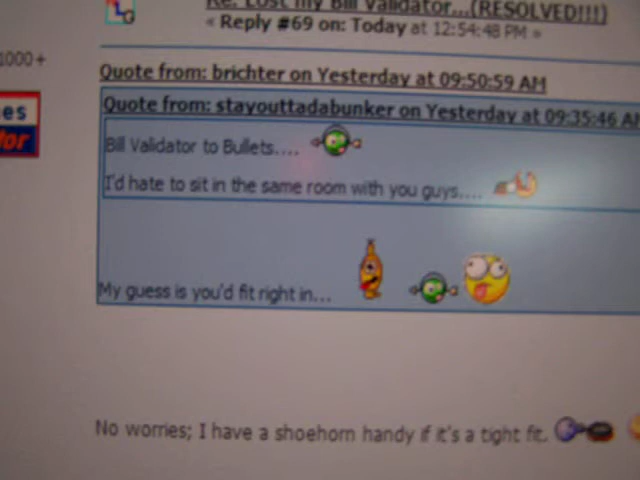 Re: Lost my Bill Validator...(RESOLVED!!!)
« Reply #69 on: Today at 12:54:48 PM »
1000+
es
tor
LG
Quote from: brichter on Yesterday at 09:50:59 AM
Quote from: stayouttadabunker on Yesterday at 09:35:46 AM
Bill Validator to Bullets....
I'd hate to sit in the same room with you guys....
My guess is you'd fit right in...
No worries; I have a shoehorn handy if it's a tight fit.